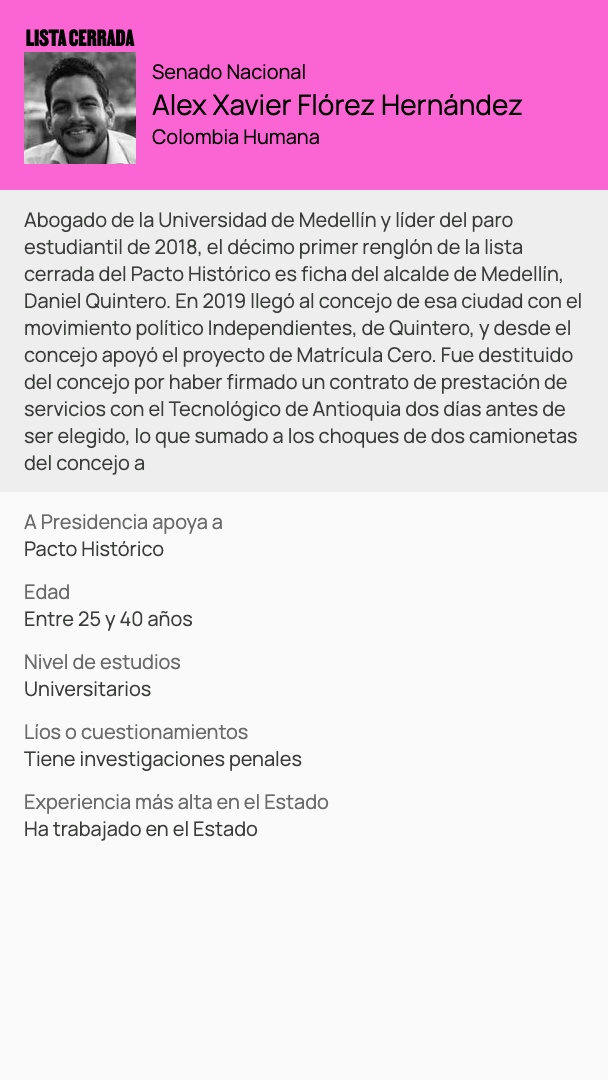 LISTA CERRADA
Senado Nacional
Alex Xavier Flórez Hernández
Colombia Humana
Abogado de la Universidad de Medellín y líder del paro
estudiantil de 2018, el décimo primer renglón de la lista
cerrada del Pacto Histórico es ficha del alcalde de Medellín,
Daniel Quintero. En 2019 llegó al concejo de esa ciudad con el
movimiento político Independientes, de Quintero, y desde el
concejo apoyó el proyecto de Matrícula Cero. Fue destituido
del concejo por haber firmado un contrato de prestación de
servicios con el Tecnológico de Antioquia dos días antes de
ser elegido, lo que sumado a los choques de dos camionetas
del concejo a
A Presidencia apoya a
Pacto Histórico
Edad
Entre 25 y 40 años
Nivel de estudios
Universitarios
Líos o cuestionamientos
Tiene investigaciones penales
Experiencia más alta en el Estado
Ha trabajado en el Estado